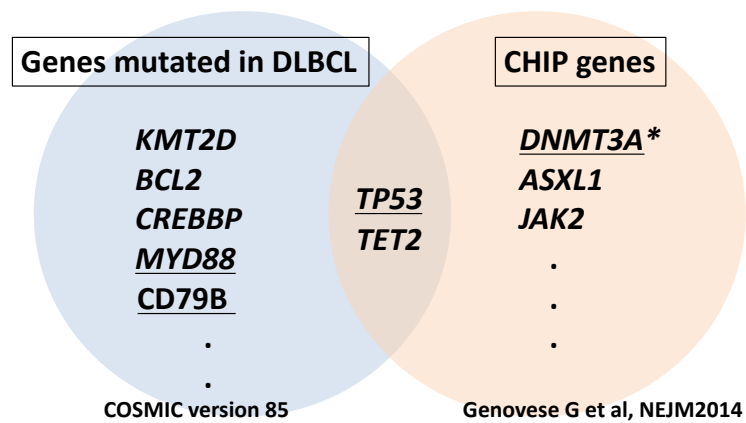 Genes mutated in DLBCL
CHIP genes
KMT2D
BCL2
CREBBP
MYD88
CD79B
.
.
TP53
TET2
DNMT3A*
ASXL1
JAK2
.
.
.
COSMIC version 85
Genovese G et al, NEJM2014